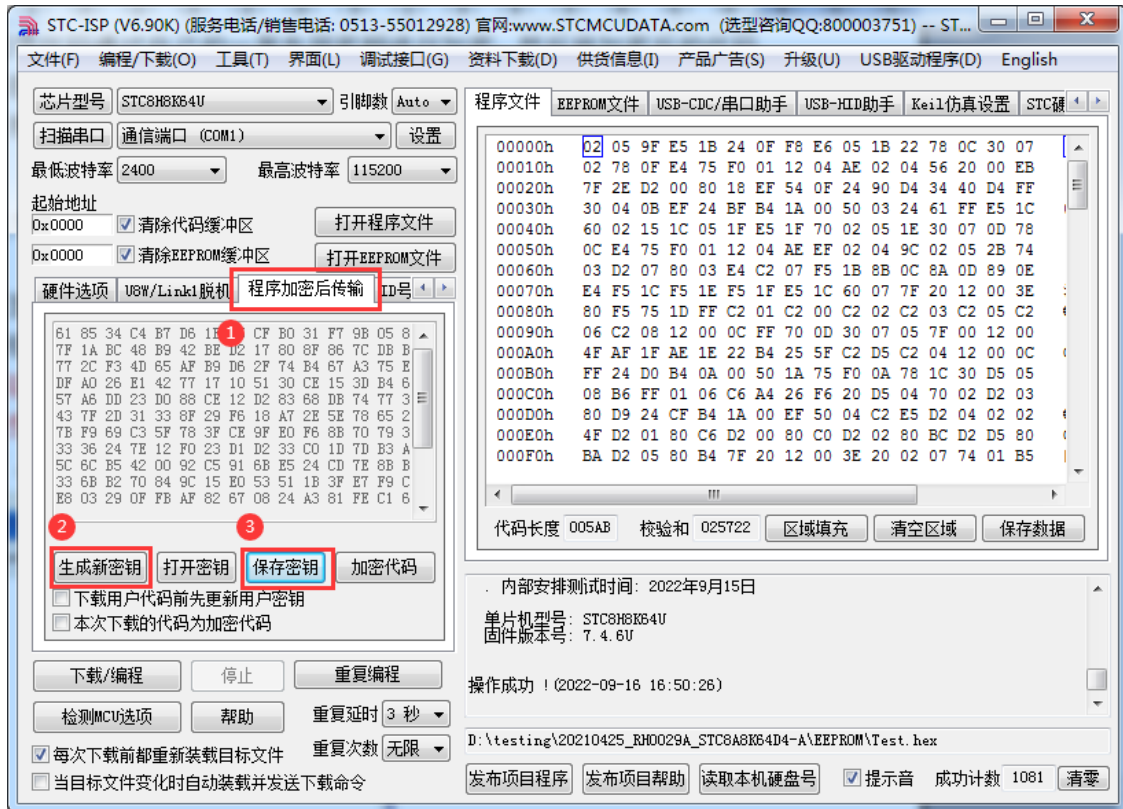 STC-ISP (V6.90K) (服务电话/销售电话: 0513-55012928) 官网:www.STCMCUDATA.com (选型咨询QQ:800003751) -- ST...
文件(F) 编程/下载(O) 工具(T) 界面(L) 调试接口(G) 资料下载(D) 供货信息(I) 产品广告(S) 升级(U) USB驱动程序(D) English
芯片型号 STC8H8K64U 引脚数 Auto
扫描串口 通信端口 (COM1) 设置
最低波特率 2400 最高波特率 115200
起始地址
0x0000 清除代码缓冲区 打开程序文件
0x0000 清除EEPROM缓冲区 打开EEPROM文件
硬件选项 U8W/Link1脱机 程序加密后传输 ID号
1
61 85 34 C4 B7 D6 CF B0 31 F7 9B 05 8
7F 1A BC 48 B9 42 BE D2 17 80 8F 86 7C DB B
77 2C F3 4D 65 AF B9 D6 2F 74 B4 67 A3 75 E
DF A0 26 E1 42 77 17 10 51 30 CE 15 3D B4 6
57 A6 DD 23 D0 88 CE 12 D2 83 68 DB 74 77 3
43 7F 2D 31 33 8F 29 F6 18 A7 2E 5E 78 65 2
7B F9 69 C3 5F 78 3F CE 9F E0 F6 8B 70 79 3
33 36 24 7E 12 F0 23 D1 D2 33 C0 1D 7D B3 A
5C 6C B5 42 00 92 C5 91 6B E5 24 CD 7E 8B B
33 6B B2 70 84 9C 15 E0 53 51 1B 3F E7 F9 C
E8 03 29 0F FB AF 82 67 08 24 A3 81 FE C1 6
2 3
生成新密钥 打开密钥 保存密钥 加密代码
下载用户代码前先更新用户密钥
本次下载的代码为加密代码
下载/编程 停止 重复编程
检测MCU选项 帮助 重复延时 3 秒
每次下载前都重新装载目标文件 重复次数 无限
当目标文件变化时自动装载并发送下载命令
程序文件 EEPROM文件 USB-CDC/串口助手 USB-HID助手 Keil仿真设置 STC硬
00000h 02 05 9F E5 1B 24 0F F8 E6 05 1B 22 78 0C 30 07
00010h 02 78 0F E4 75 F0 01 12 04 AE 02 04 56 20 00 EB
00020h 7F 2E D2 00 80 18 EF 54 0F 24 90 D4 34 40 D4 FF
00030h 30 04 0B EF 24 BF B4 1A 00 50 03 24 61 FF E5 1C
00040h 60 02 15 1C 05 1F E5 1F 70 02 05 1E 30 07 0D 78
00050h 0C E4 75 F0 01 12 04 AE EF 02 04 9C 02 05 2B 74
00060h 03 D2 07 80 03 E4 C2 07 F5 1B 8B 0C 8A 0D 89 0E
00070h E4 F5 1C F5 1E F5 1F E5 1C 60 07 7F 20 12 00 3E
00080h 80 F5 75 1D FF C2 01 C2 00 C2 02 C2 03 C2 05 C2
00090h 06 C2 08 12 00 0C FF 70 0D 30 07 05 7F 00 12 00
000A0h 4F AF 1F AE 1E 22 B4 25 5F C2 D5 C2 04 12 00 0C
000B0h FF 24 D0 B4 0A 00 50 1A 75 F0 0A 78 1C 30 D5 05
000C0h 08 B6 FF 01 06 C6 A4 26 F6 20 D5 04 70 02 D2 03
000D0h 80 D9 24 CF B4 1A 00 EF 50 04 C2 E5 D2 04 02 02
000E0h 4F D2 01 80 C6 D2 00 80 C0 D2 02 80 BC D2 D5 80
000F0h BA D2 05 80 B4 7F 20 12 00 3E 20 02 07 74 01 B5
代码长度 005AB 校验和 025722 区域填充 清空区域 保存数据
. 内部安排测试时间: 2022年9月15日
单片机型号: STC8H8K64U
固件版本号: 7.4.6U
操作成功 !(2022-09-16 16:50:26)
D:\testing\20210425_RH0029A_STC8A8K64D4-A\EEPROM\Test.hex
发布项目程序 发布项目帮助 读取本机硬盘号 提示音 成功计数 1081 清零